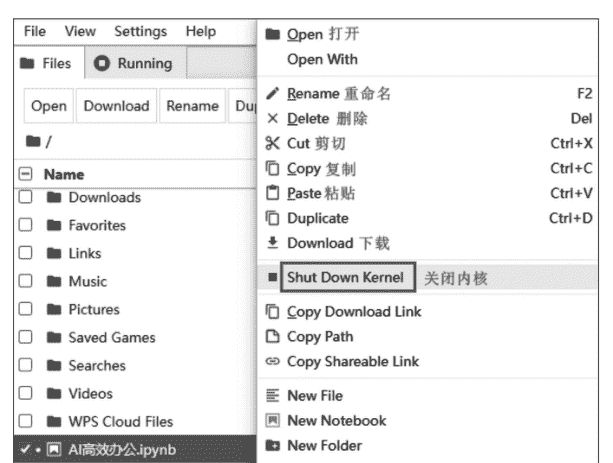 File View Settings Help
Files Running
Open Download Rename Du
/
Name
Downloads
Favorites
Links
Music
Pictures
Saved Games
Searches
Videos
WPS Cloud Files
AI高效办公.ipynb
Open 打开
Open With
Rename 重命名 F2
Delete 删除 Del
Cut 剪切 Ctrl+X
Copy 复制 Ctrl+C
Paste 粘贴 Ctrl+V
Duplicate Ctrl+D
Download 下载
Shut Down Kernel 关闭内核
Copy Download Link
Copy Path
Copy Shareable Link
New File
New Notebook
New Folder